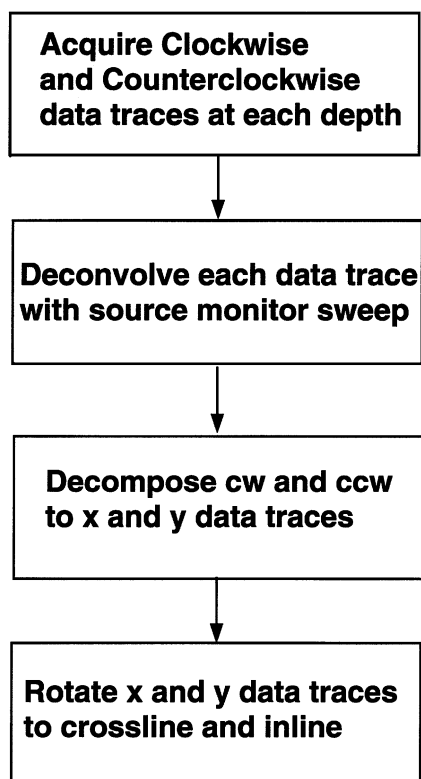 Acquire Clockwise
and Counterclockwise
data traces at each depth
Deconvolve each data trace
with source monitor sweep
Decompose cw and ccw
to x and y data traces
Rotate x and y data traces
to crossline and inline